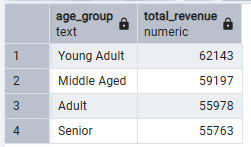 age_group total_revenue
text numeric
1 Young Adult 62143
2 Middle Aged 59197
3 Adult 55978
4 Senior 55763